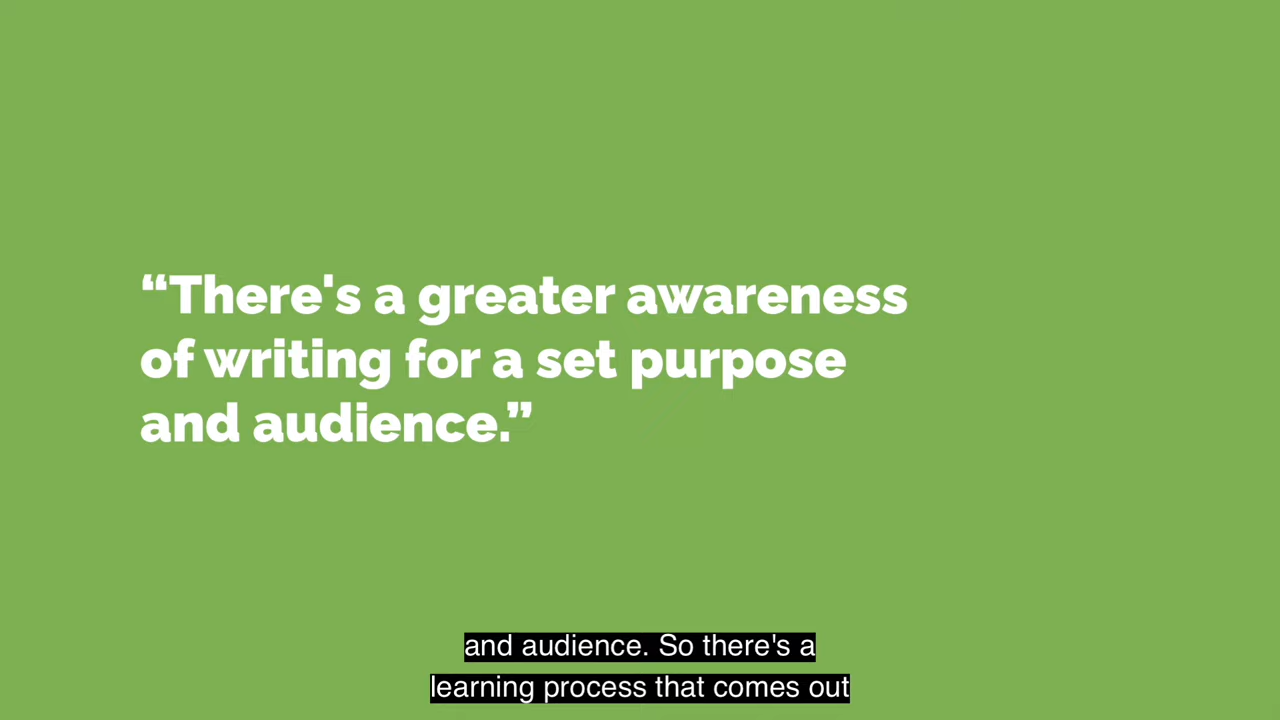 “There's a greater awareness
of writing for a set purpose
and audience.”
and audience. So there's a
learning process that comes out